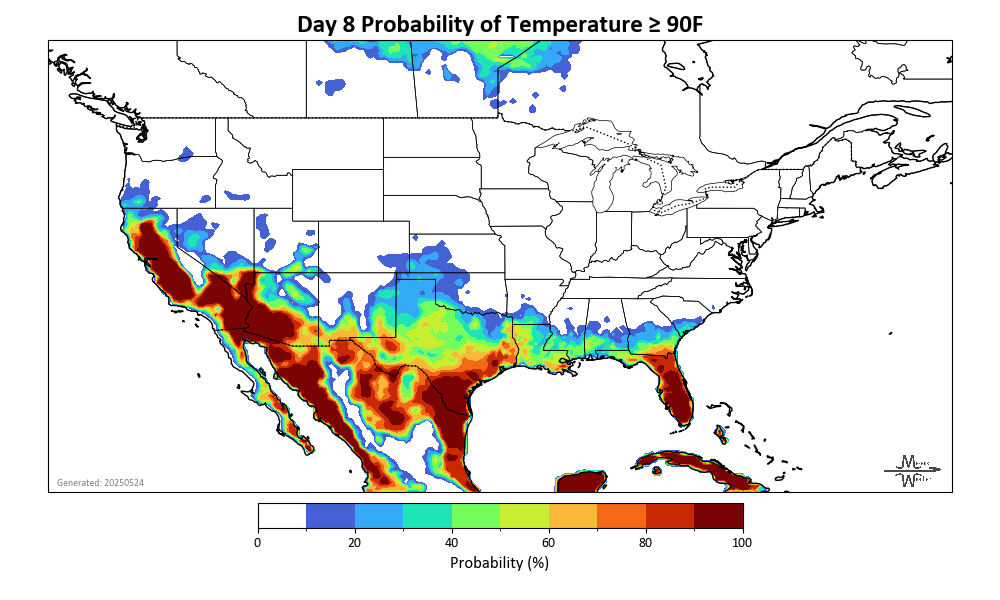 Day 8 Probability of Temperature ≥ 90F
Generated: 20250524
0 20 40 60 80 100
Probability (%)